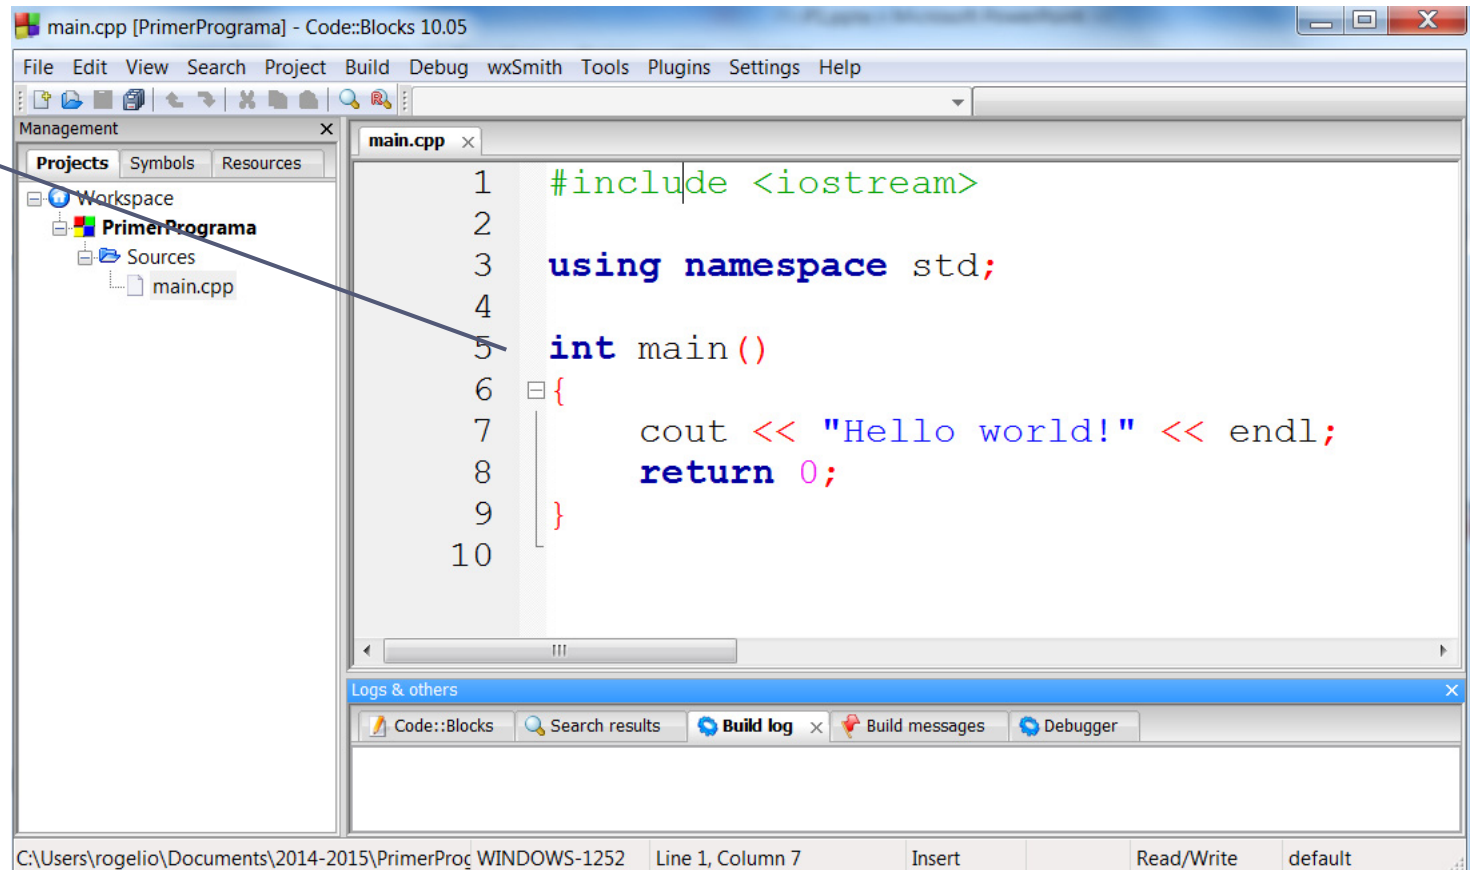 main.cpp [PrimerPrograma] - Code::Blocks 10.05
File Edit View Search Project Build Debug wxSmith Tools Plugins Settings Help
Management
Projects Symbols Resources
Workspace
PrimerPrograma
Sources
main.cpp
main.cpp
1 #include <iostream>
2
3 using namespace std;
4
5 int main()
6 {
7 cout << "Hello world!" << endl;
8 return 0;
9 }
10
Logs & others
Code::Blocks Search results Build log Build messages Debugger
C:\Users\rogelio\Documents\2014-2015\PrimerProg WINDOWS-1252 Line 1, Column 7 Insert Read/Write default